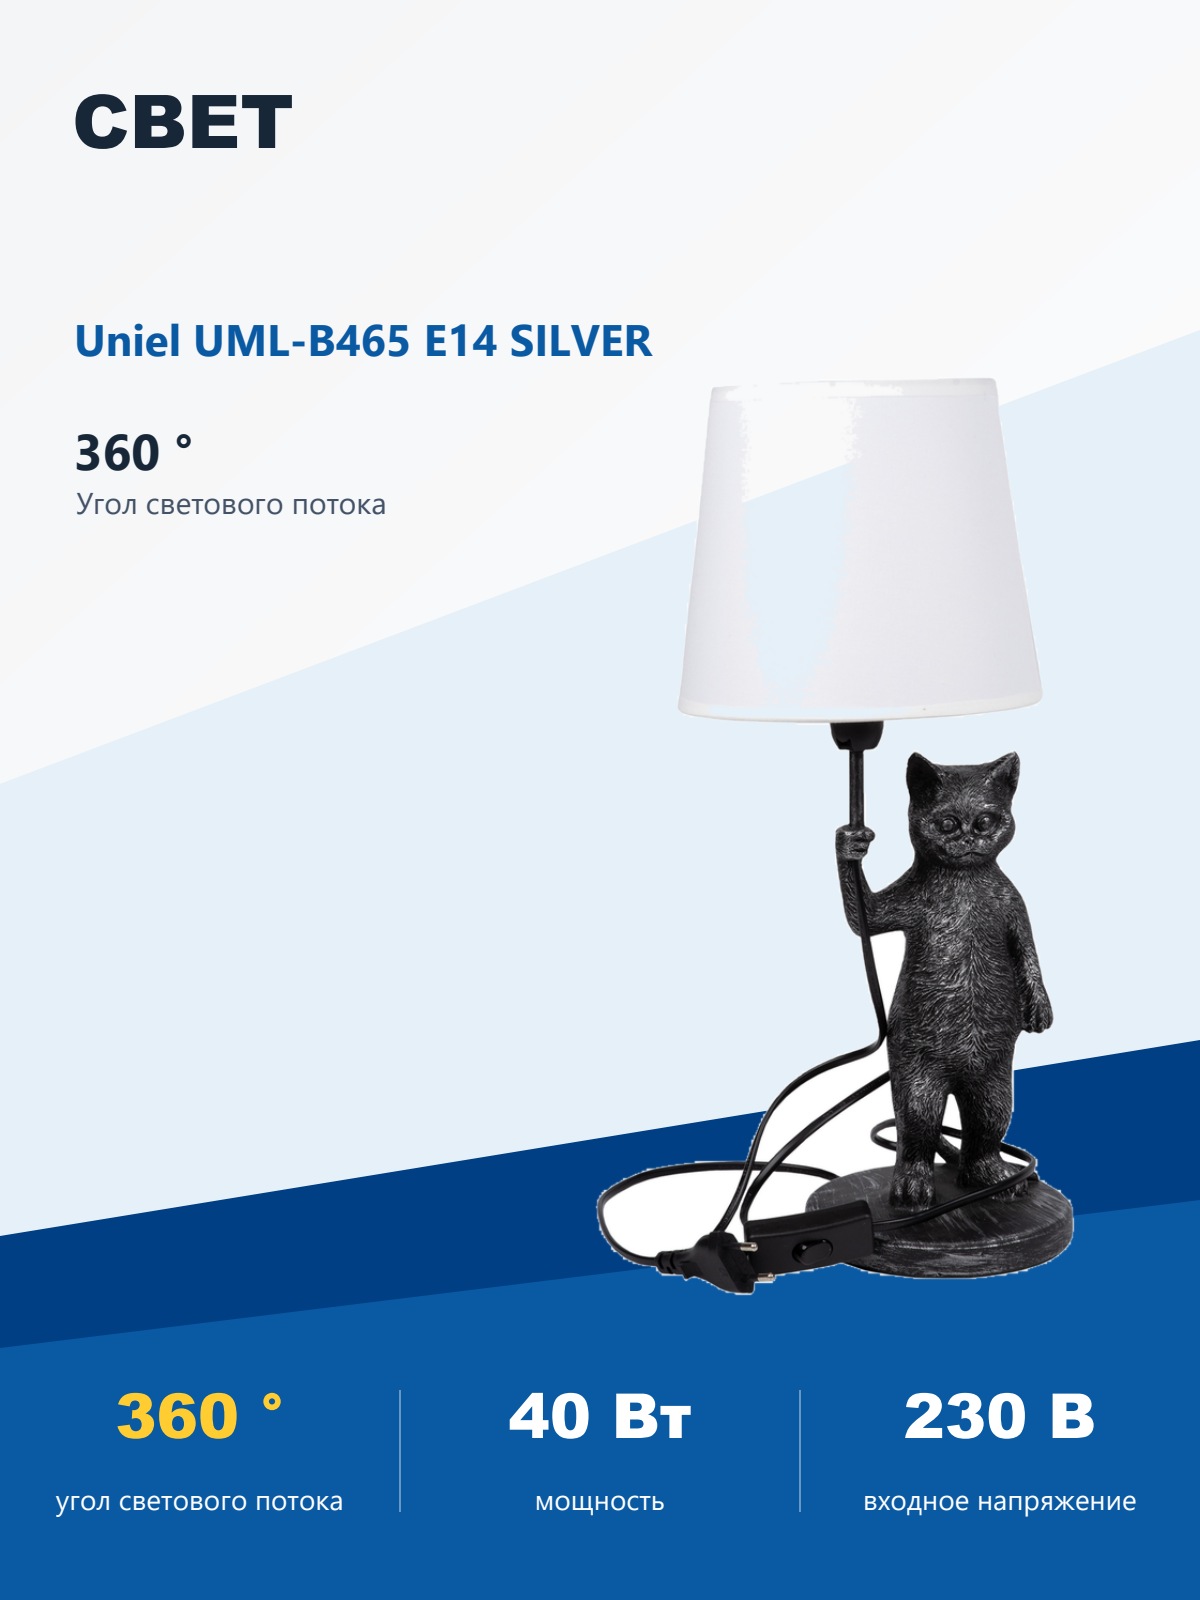 СВЕТ
Uniel UML-B465 E14 SILVER
360 °
Угол светового потока
360 °
угол светового потока
40 Вт
мощность
230 В
входное напряжение